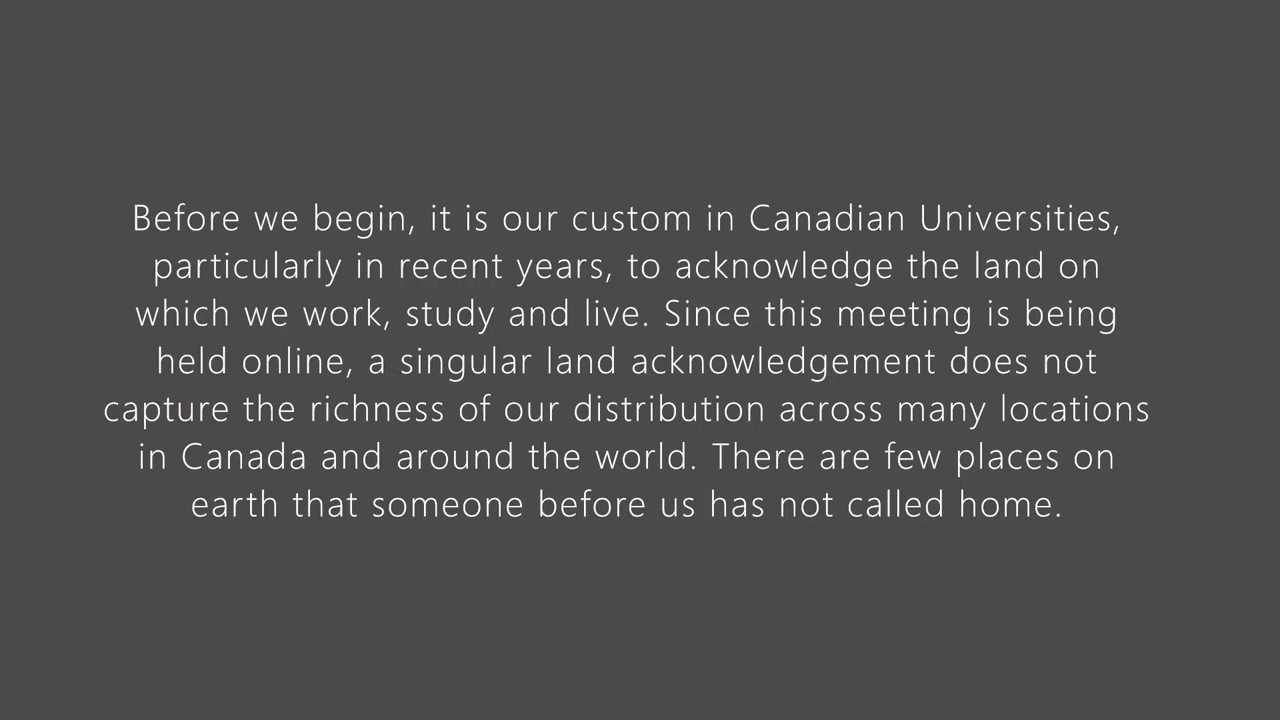 Before we begin, it is our custom in Canadian Universities,
particularly in recent years, to acknowledge the land on
which we work, study and live. Since this meeting is being
held online, a singular land acknowledgement does not
capture the richness of our distribution across many locations
in Canada and around the world. There are few places on
earth that someone before us has not called home.